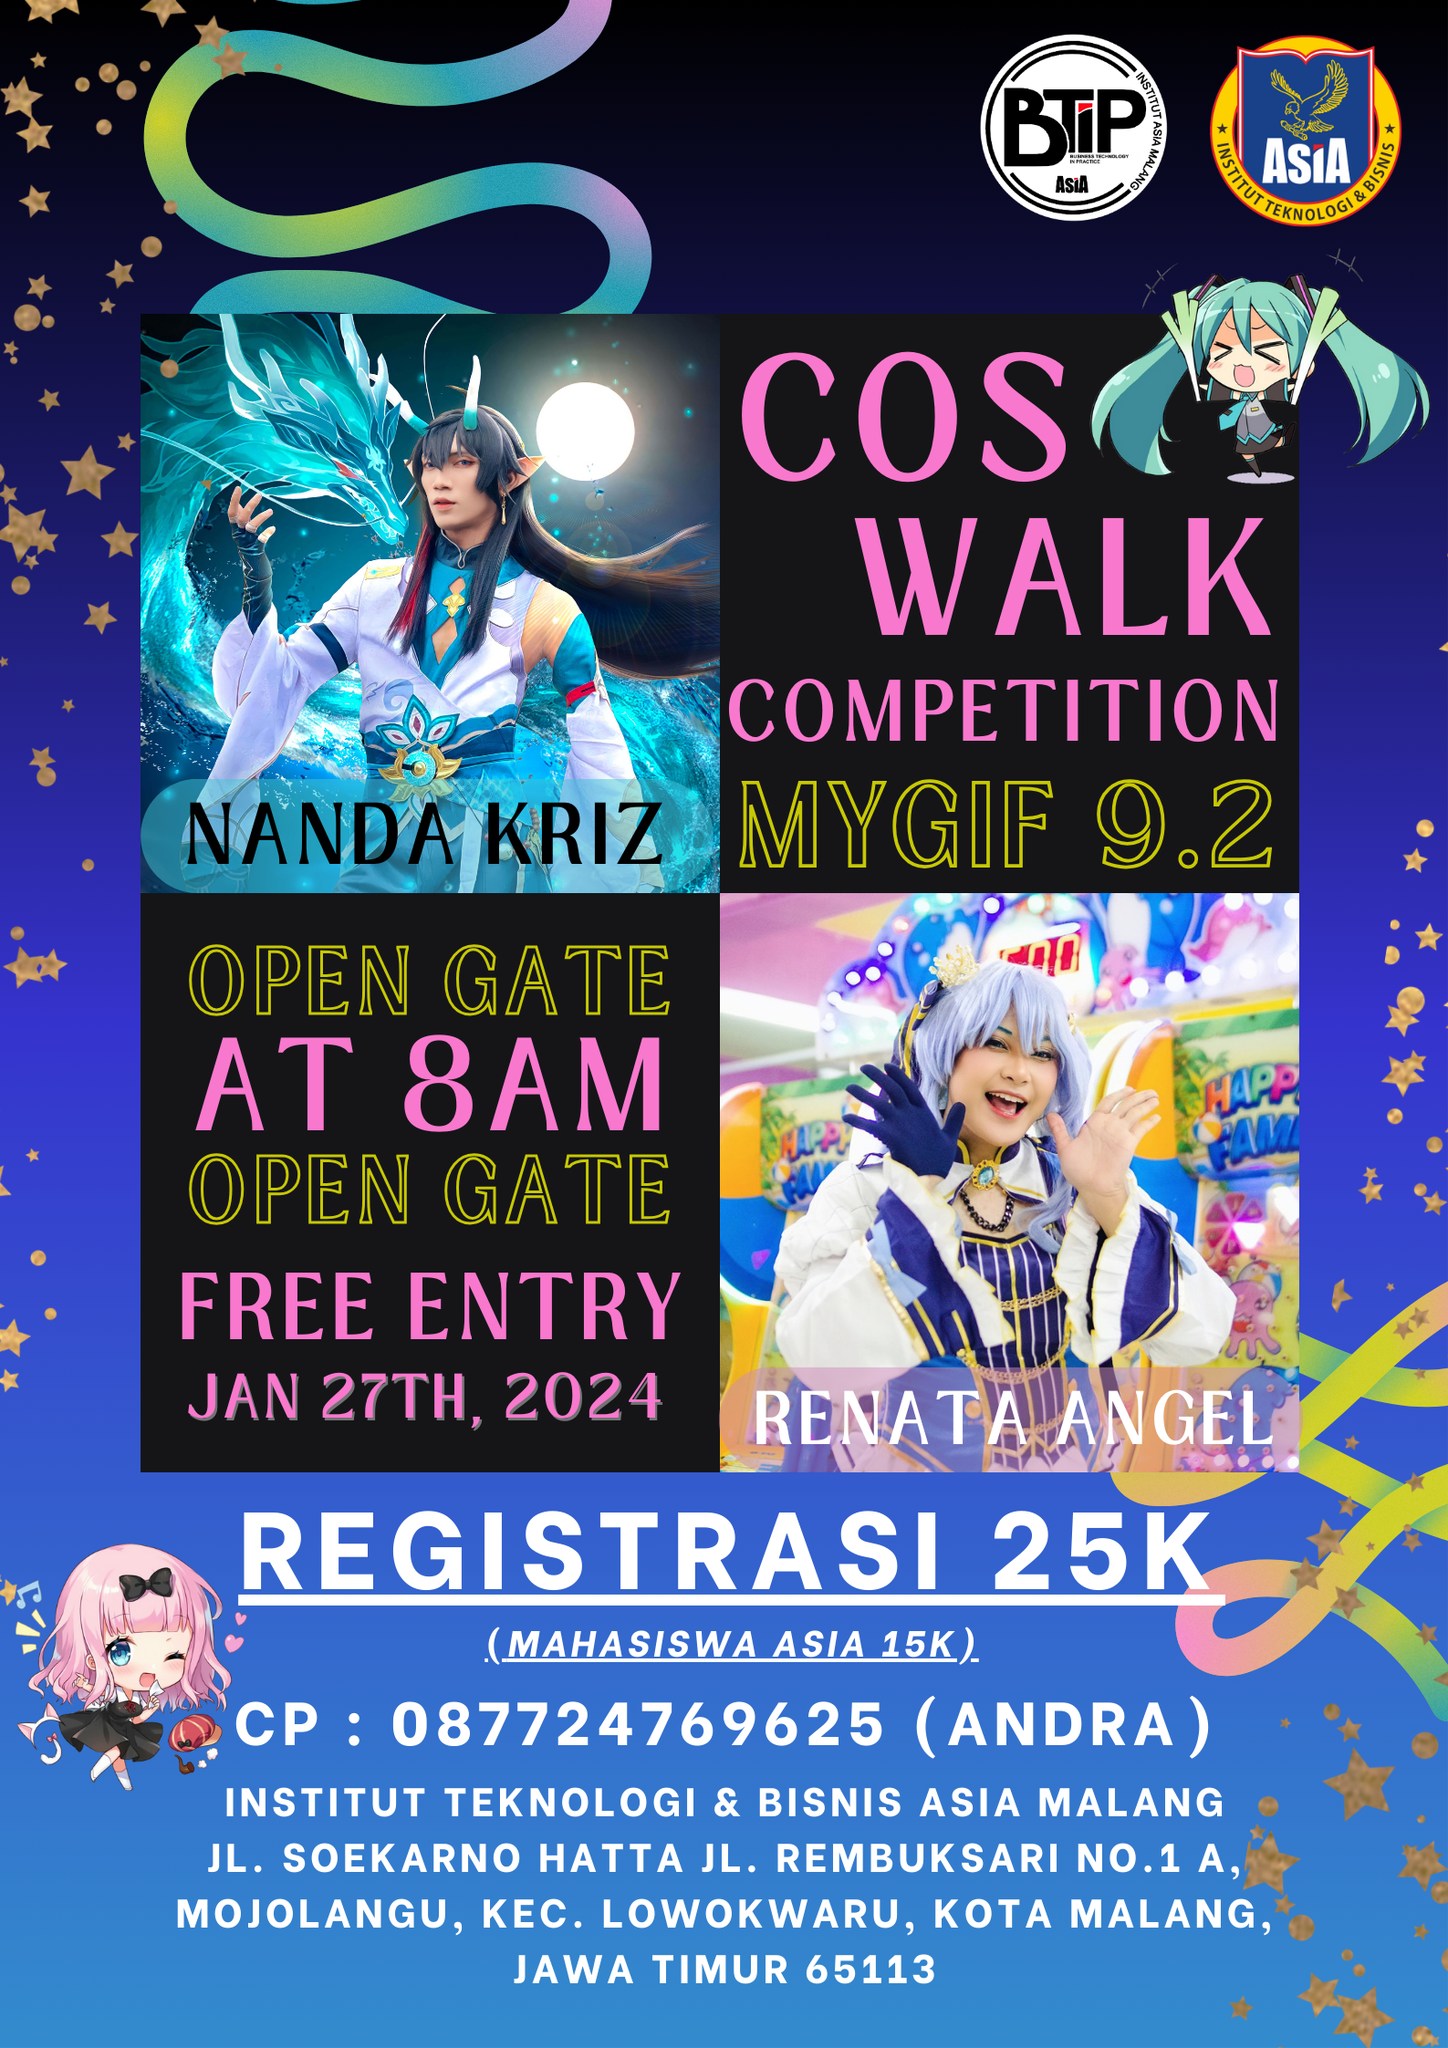 BTiP
BUSINESS TECHNOLOGY
IN PRACTICE
ASiA
INSTITUT ASIA MALANG
ASiA
INSTITUT TEKNOLOGI & BISNIS
COS
WALK
COMPETITION
MYGIF 9.2
NANDA KRIZ
OPEN GATE
AT 8AM
OPEN GATE
FREE ENTRY
JAN 27TH, 2024
HAPPY
FAMI
RENATA ANGEL
REGISTRASI 25K
(MAHASISWA ASIA 15K)
CP : 087724769625 (ANDRA)
INSTITUT TEKNOLOGI & BISNIS ASIA MALANG
JL. SOEKARNO HATTA JL. REMBUKSARI NO.1 A,
MOJOLANGU, KEC. LOWOKWARU, KOTA MALANG,
JAWA TIMUR 65113